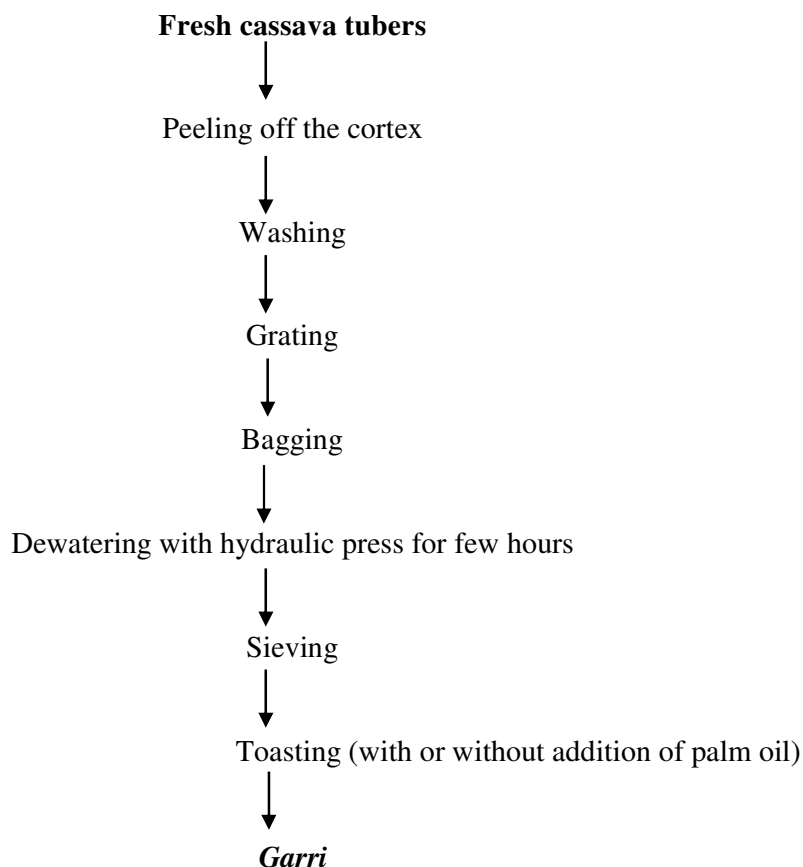 Fresh cassava tubers
Peeling off the cortex
Washing
Grating
Bagging
Dewatering with hydraulic press for few hours
Sieving
Toasting (with or without addition of palm oil)
Garri